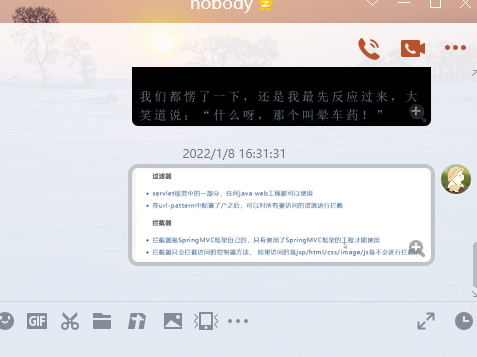 nobody
我们都愣了一下，还是我最先反应过来，大
笑道说：“什么呀，那个叫晕车药！”
2022/1/8 16:31:31
过滤器
servlet规范中的一部分，任何java web工程都可以使用
在url-pattern中配置了/*之后，可以对所有要访问的资源进行拦截
拦截器
拦截器是SpringMVC框架自己的，只有使用了SpringMVC框架的工程才能使用
拦截器只会拦截访问的控制器方法，如果访问的是jsp/html/css/image/js是不会进行拦截
GIF